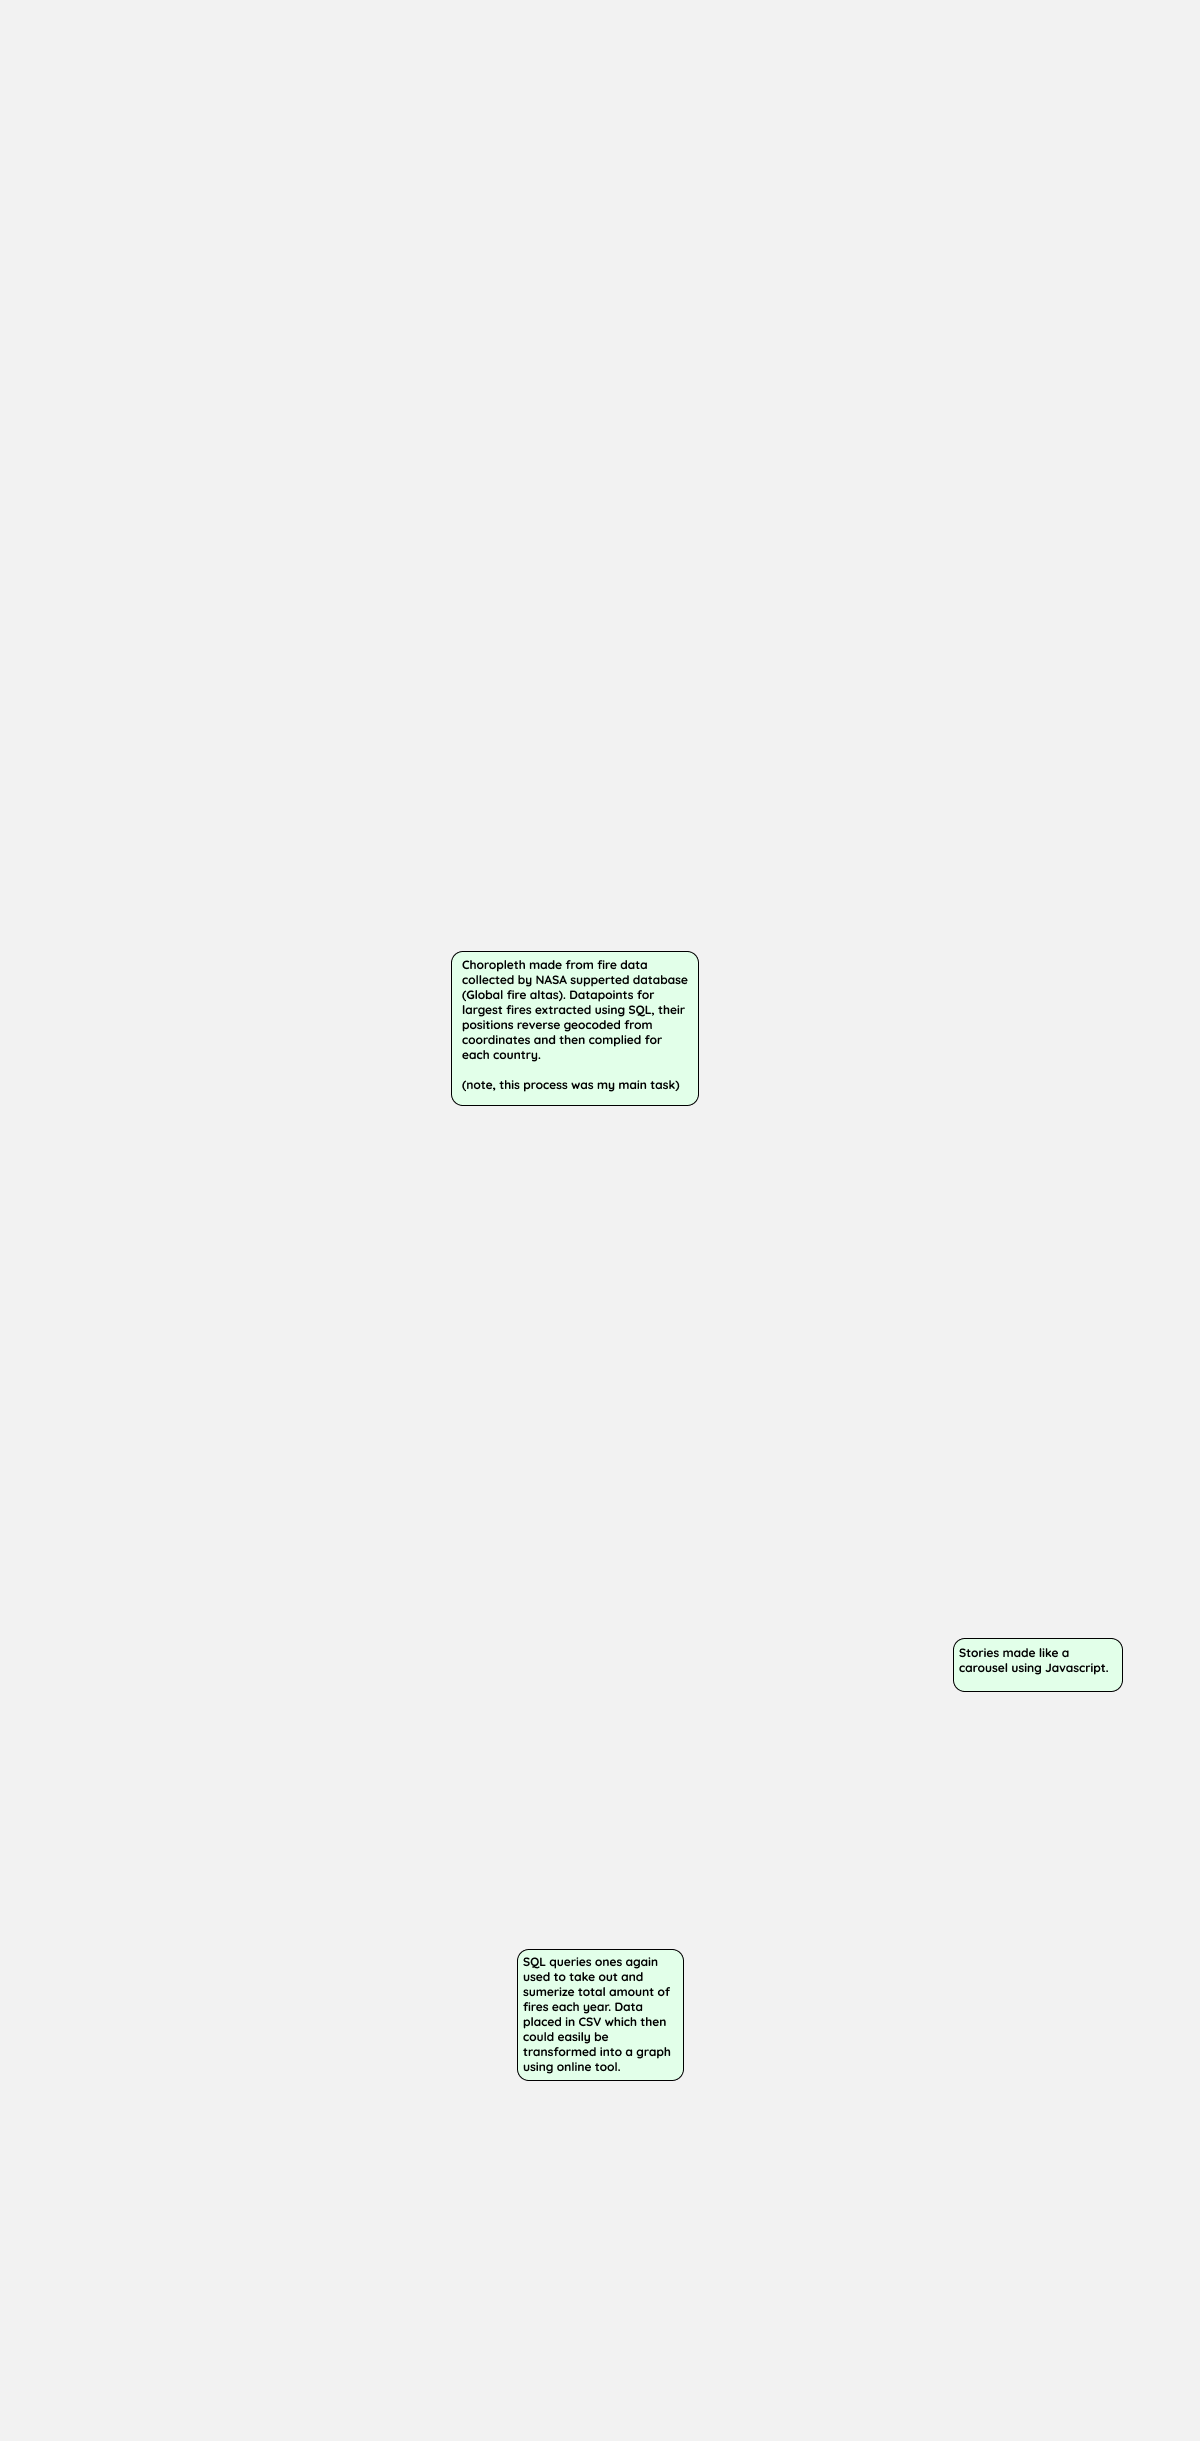 Choropleth made from fire data
collected by NASA supperted database
(Global fire altas). Datapoints for
largest fires extracted using SQL, their
positions reverse geocoded from
coordinates and then complied for
each country.
(note, this process was my main task)
Stories made like a
carousel using Javascript.
SQL queries ones again
used to take out and
sumerize total amount of
fires each year. Data
placed in CSV which then
could easily be
transformed into a graph
using online tool.